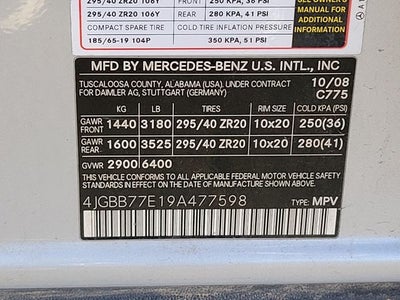 295/40 ZR20 106Y FRONT 250 KPA, 36 PSI SEE OWNER'S
295/40 ZR20 106Y REAR 280 KPA, 41 PSI MANUAL FOR
COMPACT SPARE TIRE COLD TIRE INFLATION PRESSURE ADDITIONAL
185/65-19 104P 350 KPA, 51 PSI INFORMATION
MFD BY MERCEDES-BENZ U.S. INTL., INC
TUSCALOOSA COUNTY, ALABAMA (USA), UNDER CONTRACT 10/08
FOR DAIMLER AG, STUTTGART (GERMANY) C775
KG LB TIRES RIM SIZE COLD KPA (PSI)
GAWR FRONT 1440 3180 295/40 ZR20 10x20 250(36)
GAWR REAR 1600 3525 295/40 ZR20 10x20 280(41)
GVWR 2900 6400
THIS VEHICLE CONFORMS TO ALL APPLICABLE FEDERAL MOTOR VEHICLE SAFETY
STANDARDS IN EFFECT ON THE DATE OF MANUFACTURE SHOWN ABOVE.
4JGBB77E19A477598 TYPE: MPV